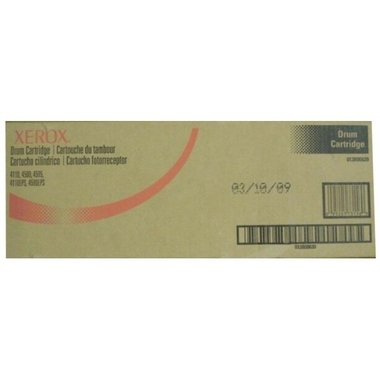 XEROX
Drum Cartridge | Cartouche du tambour
Cartucho cilíndrico | Cartucho fotorreceptor
4110, 4590, 4595,
4110EPS, 4590EPS
Drum
Cartridge
03/10/09